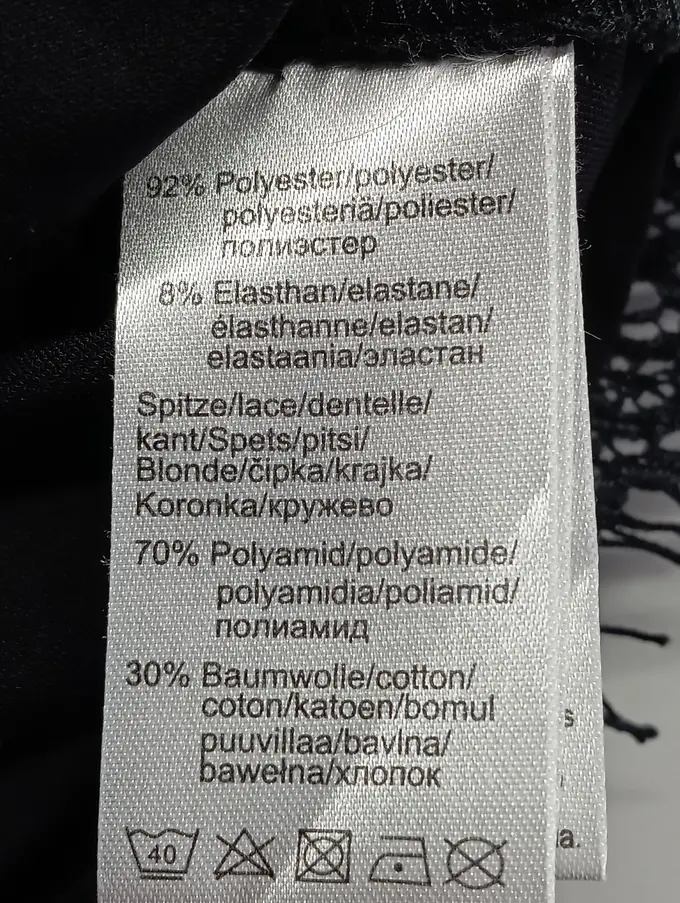 92% Polyester/polyester/
polyesteriä/poliester/
полиэстер
8% Elasthan/elastane/
élasthanne/elastan/
elastaania/эластан
Spitze/lace/dentelle/
kant/Spets/pitsi/
Blonde/čipka/krajka/
Koronka/кружево
70% Polyamid/polyamide/
polyamidia/poliamid/
полиамид
30% Baumwolle/cotton/
coton/katoen/bomul
puuvillaa/bavlna/
bawełna/хлопок
40